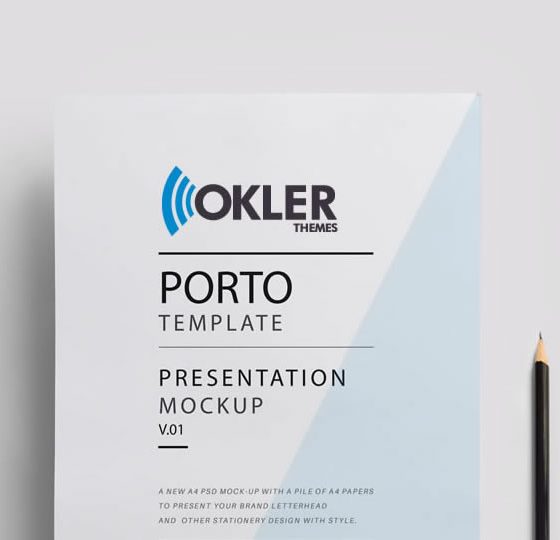 OKLER
THEMES
PORTO
TEMPLATE
PRESENTATION
MOCKUP
V.01
A NEW A4 PSD MOCK-UP WITH A PILE OF A4 PAPERS
TO PRESENT YOUR BRAND LETTERHEAD
AND OTHER STATIONERY DESIGN WITH STYLE.